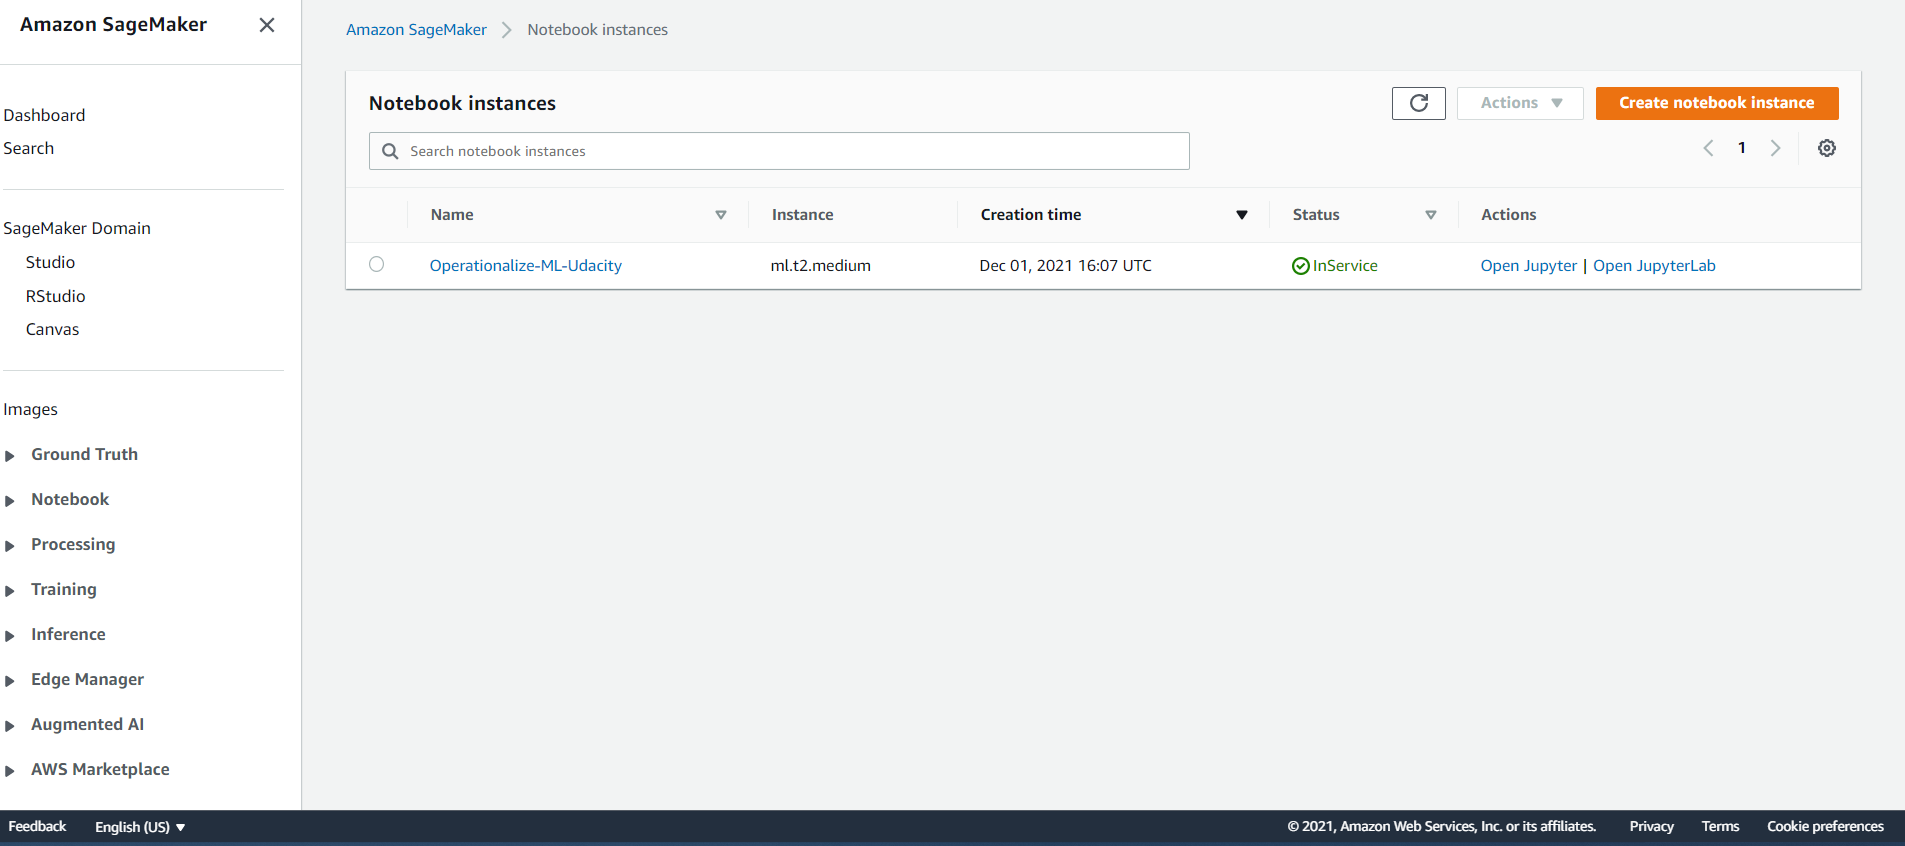 Amazon SageMaker
Dashboard
Search
SageMaker Domain
Studio
RStudio
Canvas
Images
Ground Truth
Notebook
Processing
Training
Inference
Edge Manager
Augmented AI
AWS Marketplace
Amazon SageMaker Notebook instances
Notebook instances
Actions Create notebook instance
Search notebook instances
1
Name Instance Creation time Status Actions
Operationalize-ML-Udacity ml.t2.medium Dec 01, 2021 16:07 UTC InService Open Jupyter | Open JupyterLab
Feedback English (US) © 2021, Amazon Web Services, Inc. or its affiliates. Privacy Terms Cookie preferences